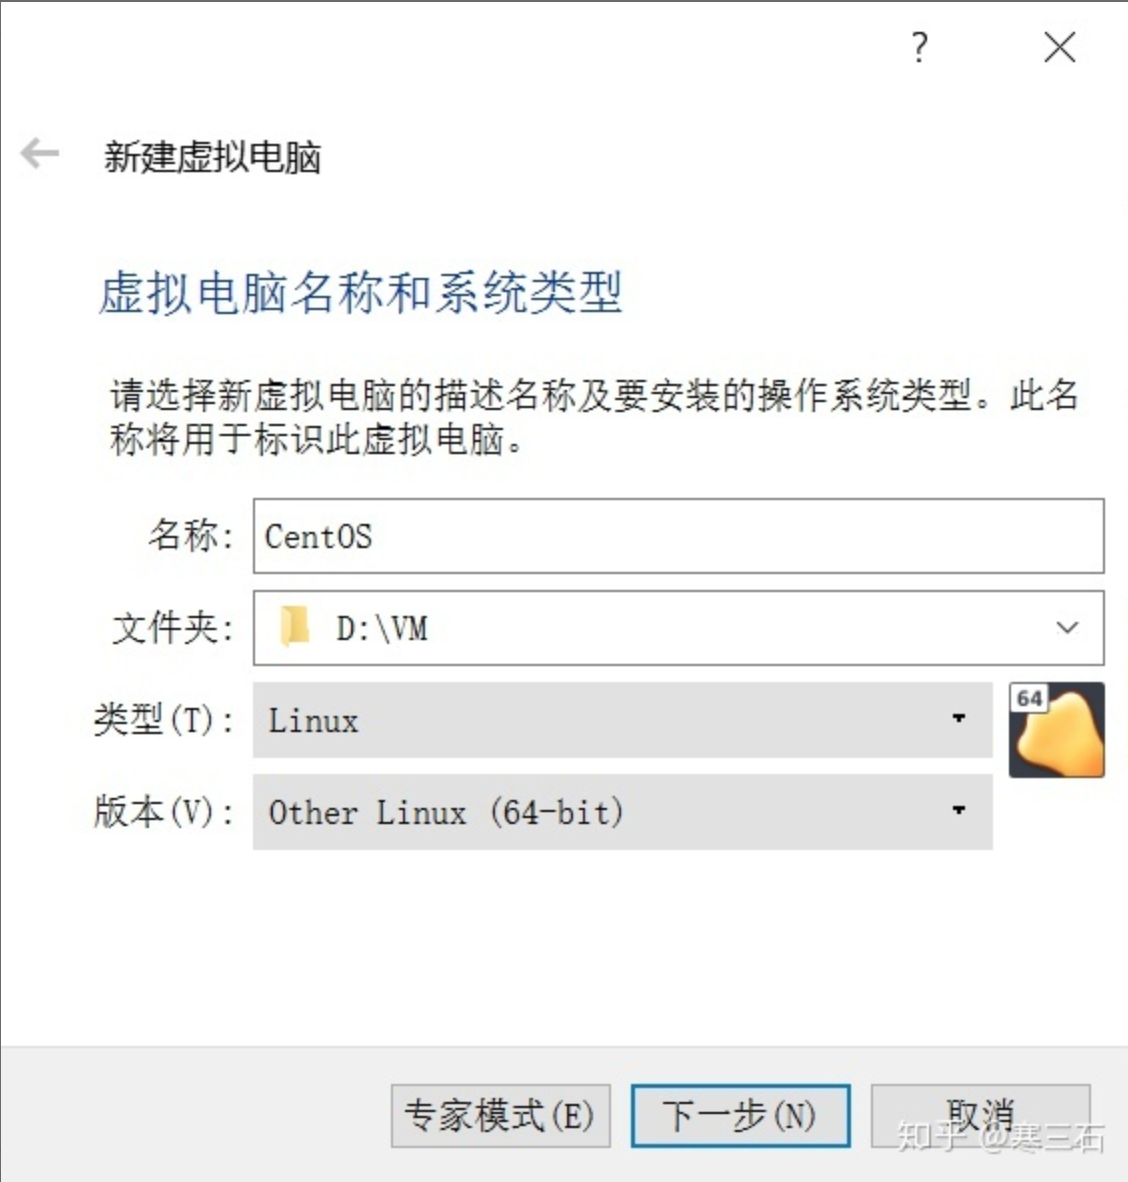 ?
新建虚拟电脑
虚拟电脑名称和系统类型
请选择新虚拟电脑的描述名称及要安装的操作系统类型。此名
称将用于标识此虚拟电脑。
名称: CentOS
文件夹: D:\VM
类型(T): Linux
64
版本(V): Other Linux (64-bit)
专家模式(E) 下一步(N) 取消
知乎 @寒三石